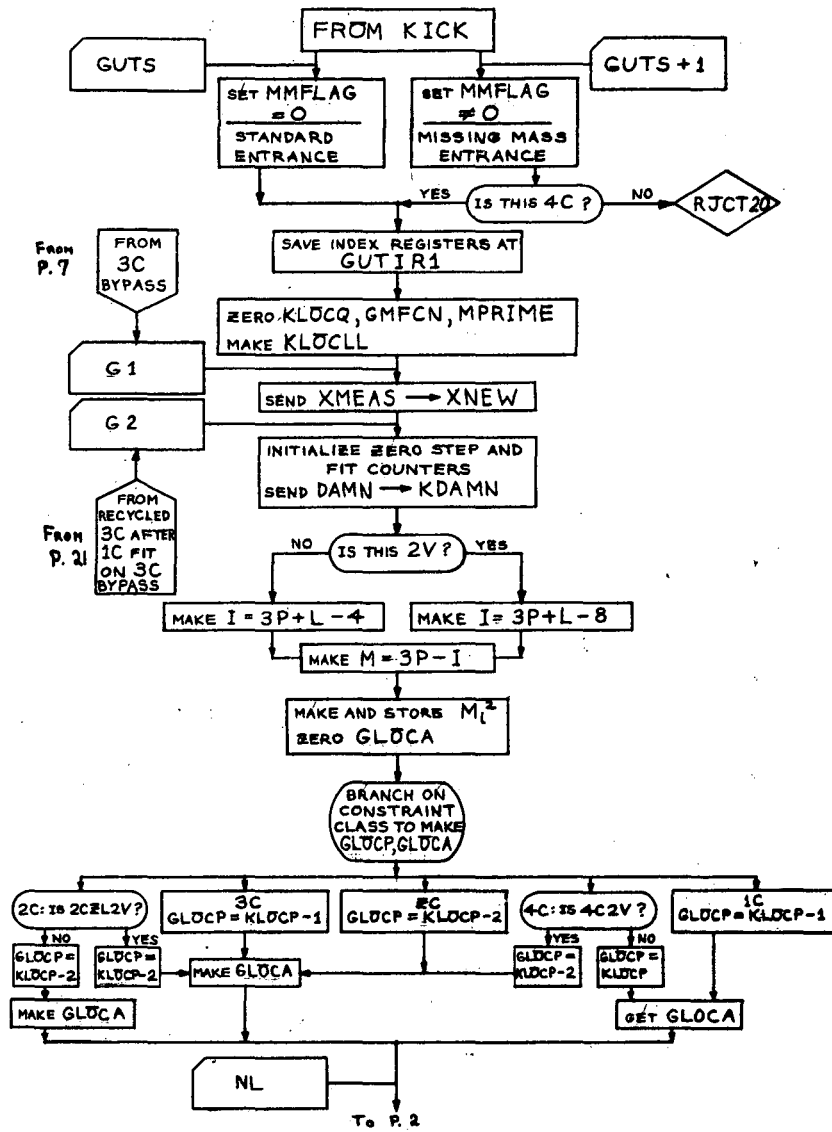 FROM KICK
GUTS
GUTS + 1
SET MMFLAG
= O
STANDARD
ENTRANCE
SET MMFLAG
≠ O
MISSING MASS
ENTRANCE
IS THIS 4C ?
YES
NO
RJCT20
SAVE INDEX REGISTERS AT
GUTIR1
FROM
P. 7
FROM
3C
BYPASS
ZERO KLOCQ, GMFCN, MPRIME
MAKE KLOCLL
G 1
SEND XMEAS → XNEW
G 2
INITIALIZE ZERO STEP AND
FIT COUNTERS
SEND DAMN → KDAMN
FROM
P. 21
FROM
RECYCLED
3C AFTER
1C FIT
ON 3C
BYPASS
NO
IS THIS 2V ?
YES
MAKE I = 3P + L - 4
MAKE I = 3P + L - 8
MAKE M = 3P - I
MAKE AND STORE Mi²
ZERO GLOCA
BRANCH ON
CONSTRAINT
CLASS TO MAKE
GLOCP, GLOCA
2C: IS 2CZL2V ?
3C
GLOCP = KLOCP-1
ZC
GLOCP = KLOCP-2
4C: IS 4C2V ?
1C
GLOCP = KLOCP-1
NO
GLOCP =
KLOCP-2
YES
GLOCP =
KLOCP-2
MAKE GLOCA
YES
GLOCP =
KLOCP-2
NO
GLOCP =
KLOCP
MAKE GLOCA
GET GLOCA
NL
TO P. 2